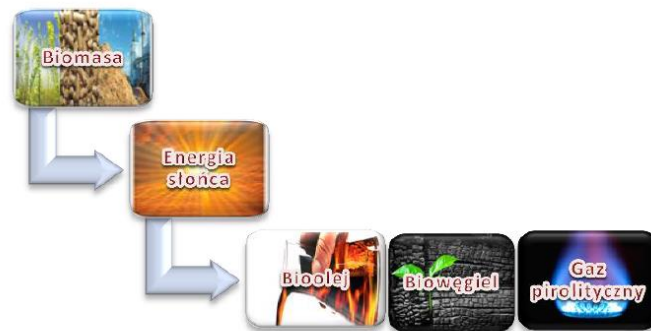 Biomasa
Energia
słońca
Bioolej
Biowęgiel
Gaz
pirolityczny